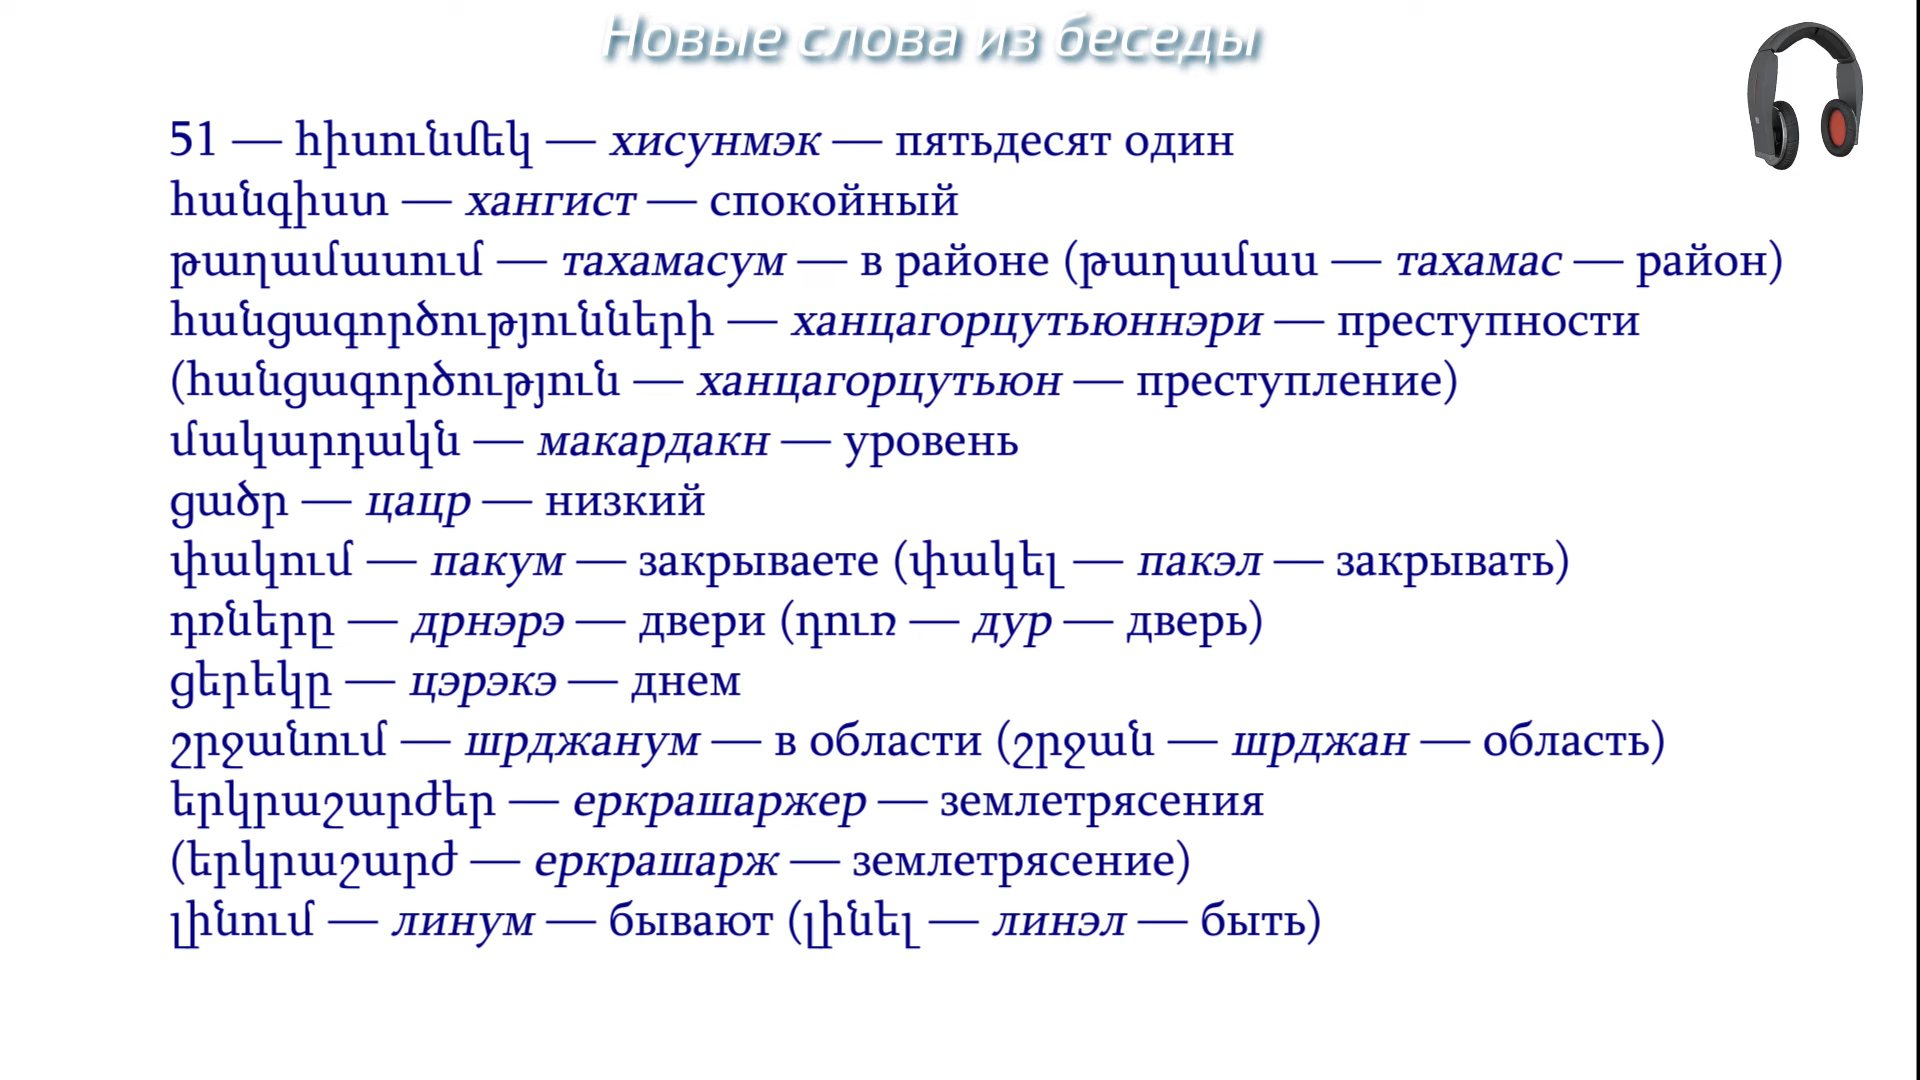 Новые слова из беседы
51 — հիսունմեկ — хисунмэк — пятьдесят один
հանգիստ — хангист — спокойный
թաղամասում — тахамасум — в районе (թաղամաս — тахамас — район)
հանցագործությունների — ханцагорцутьюннэри — преступности
(հանցագործություն — ханцагорцутьюн — преступление)
մակարդակն — макардакн — уровень
ցածր — цацр — низкий
փակում — пакум — закрываете (փակել — пакэл — закрывать)
դռները — дрнэрэ — двери (դուռ — дур — дверь)
ցերեկը — цэрэкэ — днем
շրջանում — шрджанум — в области (շրջան — шрджан — область)
երկրաշարժեր — еркрашаржер — землетрясения
(երկրաշարժ — еркрашарж — землетрясение)
լինում — линум — бывают (լինել — линэл — быть)